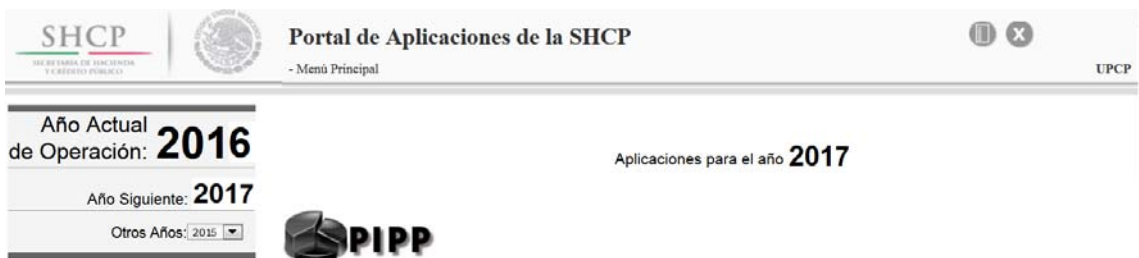 SHCP
SECRETARÍA DE HACIENDA
Y CRÉDITO PÚBLICO
Portal de Aplicaciones de la SHCP
- Menú Principal
UPCP
Año Actual
de Operación: 2016
Año Siguiente: 2017
Otros Años: 2015
Aplicaciones para el año 2017
PIPP